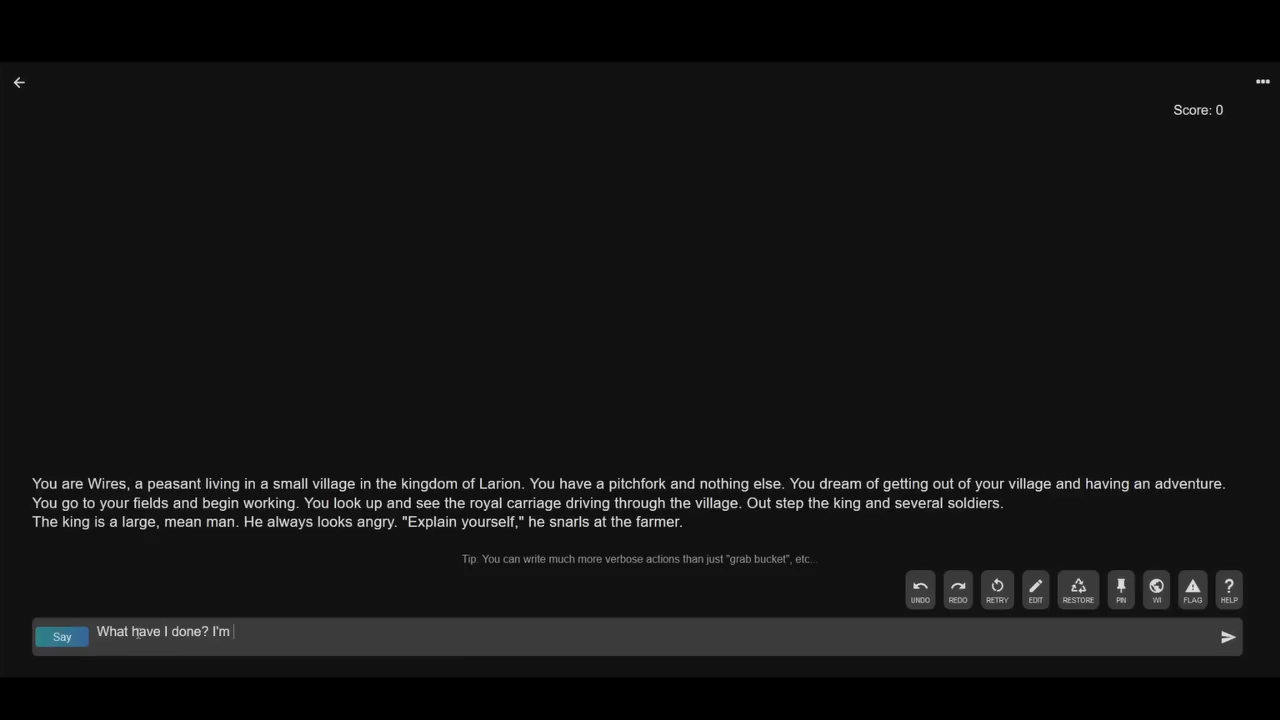 Score: 0
You are Wires, a peasant living in a small village in the kingdom of Larion. You have a pitchfork and nothing else. You dream of getting out of your village and having an adventure.
You go to your fields and begin working. You look up and see the royal carriage driving through the village. Out step the king and several soldiers.
The king is a large, mean man. He always looks angry. "Explain yourself," he snarls at the farmer.
Tip: You can write much more verbose actions than just "grab bucket", etc...
UNDO REDO RETRY EDIT RESTORE PIN WI FLAG HELP
Say What have I done? I'm